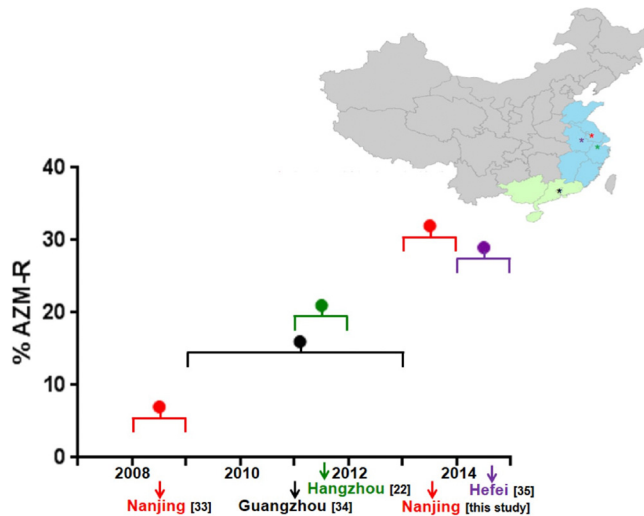 40
30
20
10
0
% AZM-R
2008
2010
2012
2014
Hangzhou [22]
Hefei [35]
Nanjing [33]
Guangzhou [34]
Nanjing [this study]